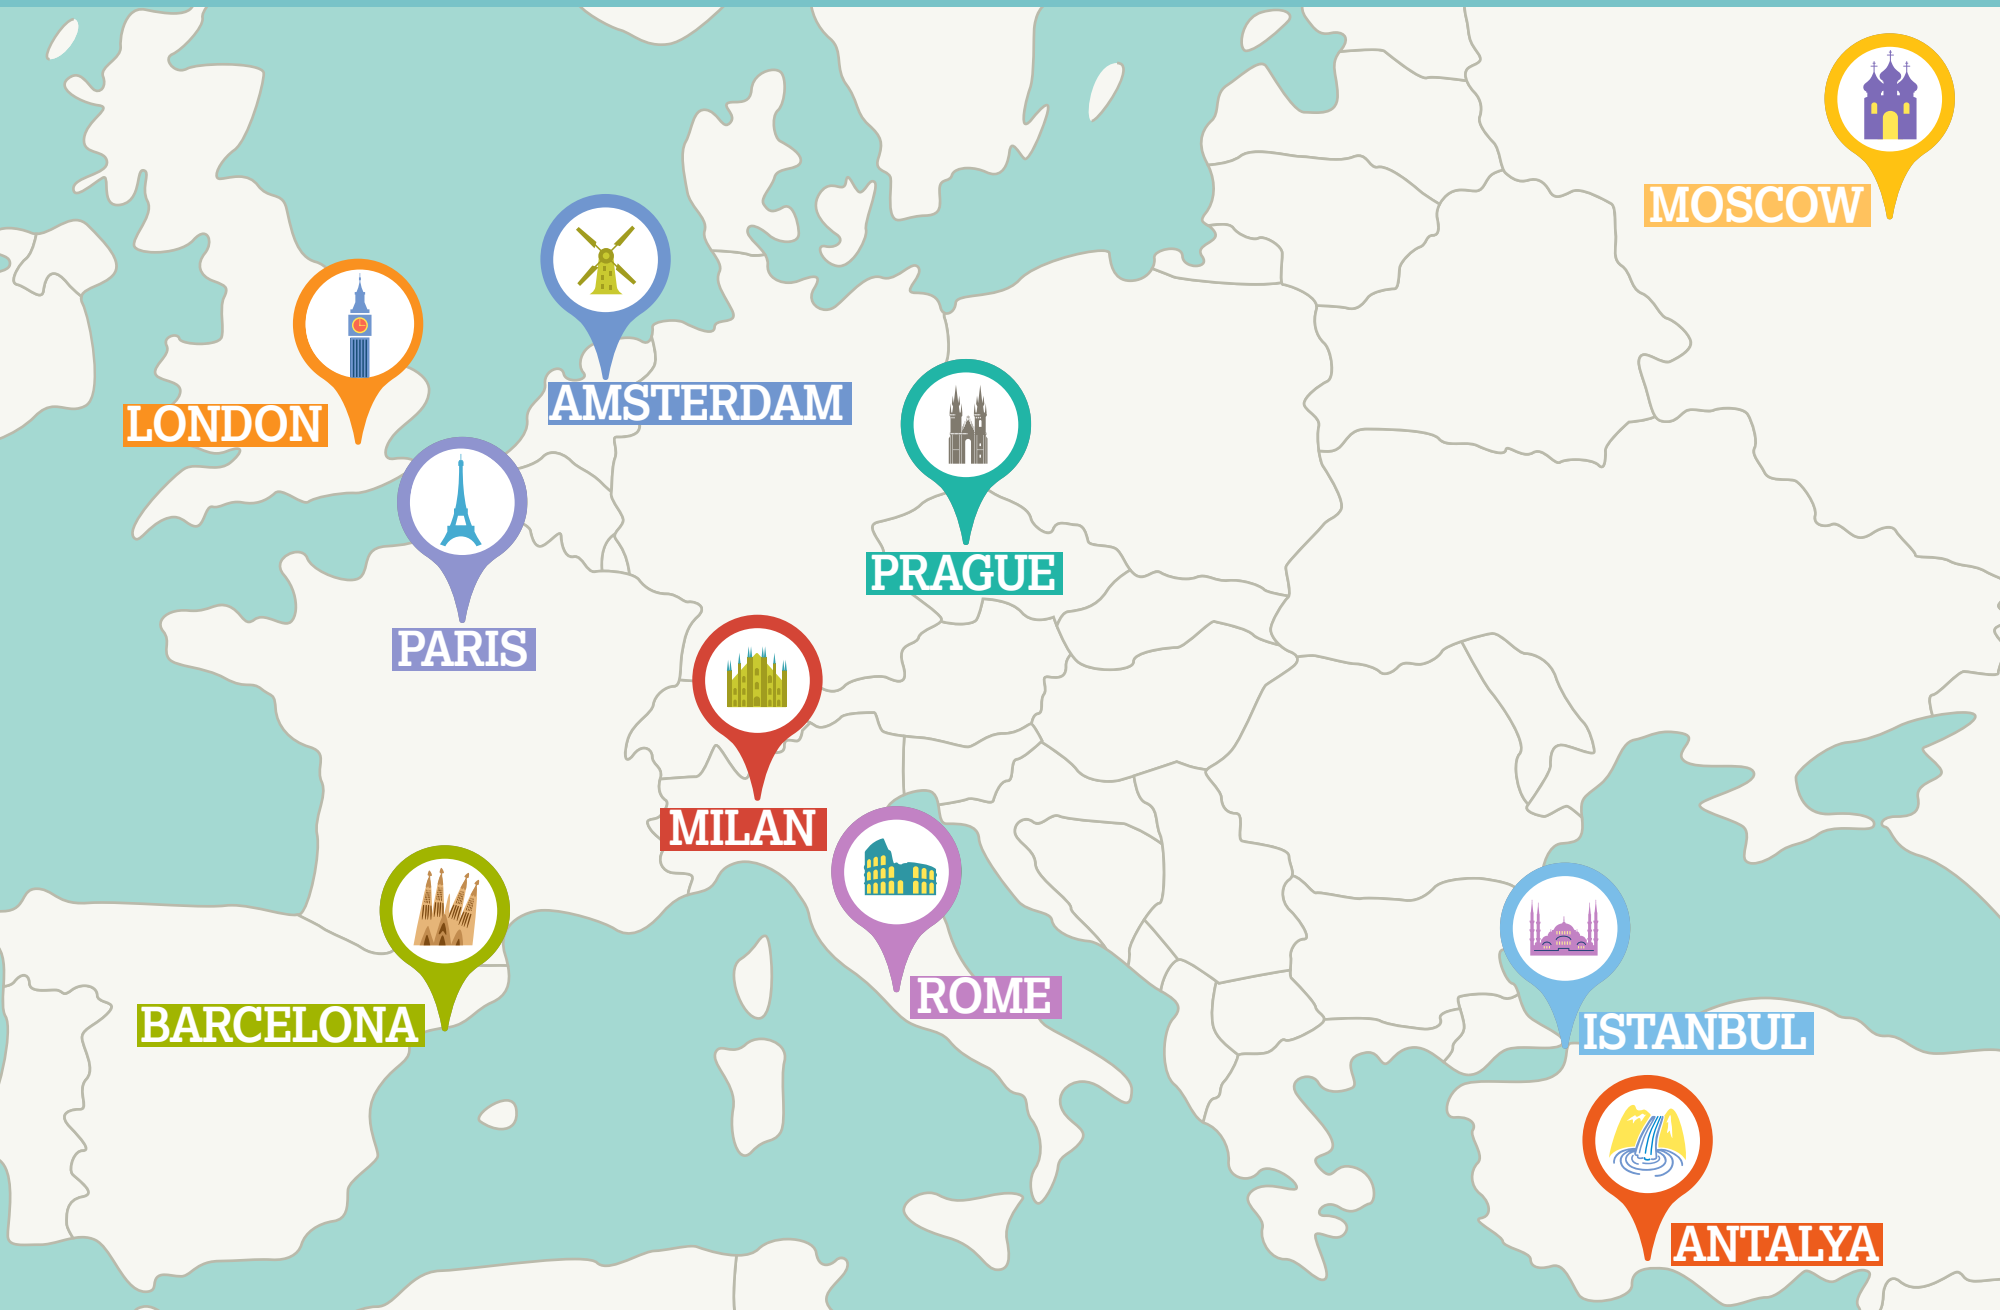 MOSCOW
AMSTERDAM
LONDON
PRAGUE
PARIS
MILAN
ROME
BARCELONA
ISTANBUL
ANTALYA